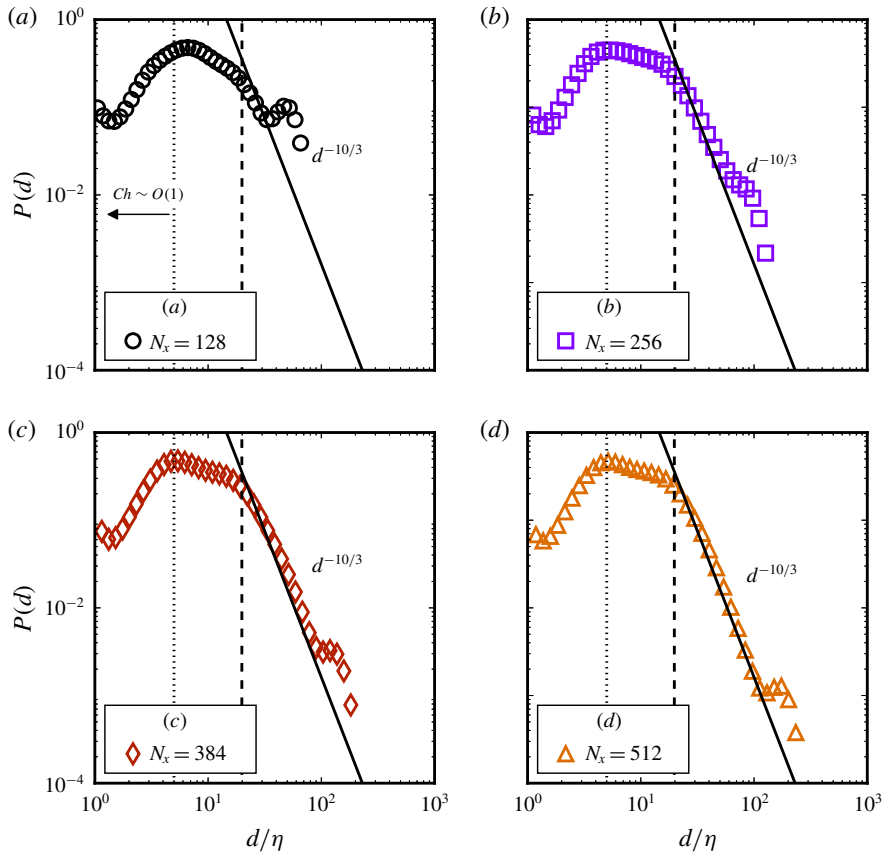 (a)
10^0
P(d)
10^{-2}
10^{-4}
Ch ~ O(1)
d^{-10/3}
(a)
N_x = 128
(b)
d^{-10/3}
(b)
N_x = 256
(c)
10^0
P(d)
10^{-2}
10^{-4}
d^{-10/3}
(c)
N_x = 384
10^0
10^1
10^2
10^3
d/η
(d)
d^{-10/3}
(d)
N_x = 512
10^0
10^1
10^2
10^3
d/η